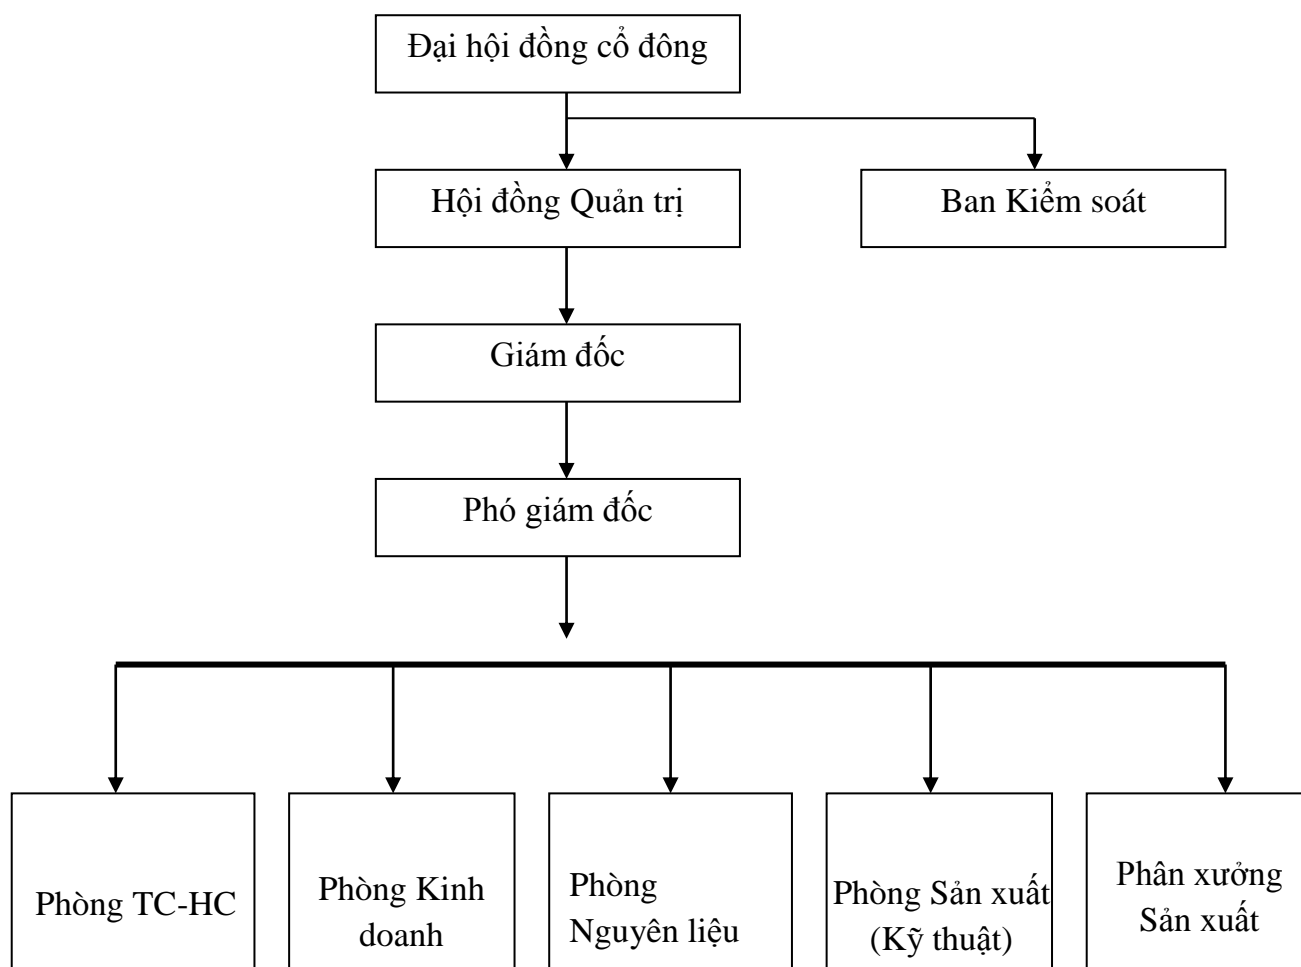 Đại hội đồng cổ đông
Hội đồng Quản trị
Ban Kiểm soát
Giám đốc
Phó giám đốc
Phòng TC-HC
Phòng Kinh
doanh
Phòng
Nguyên liệu
Phòng Sản xuất
(Kỹ thuật)
Phân xưởng
Sản xuất